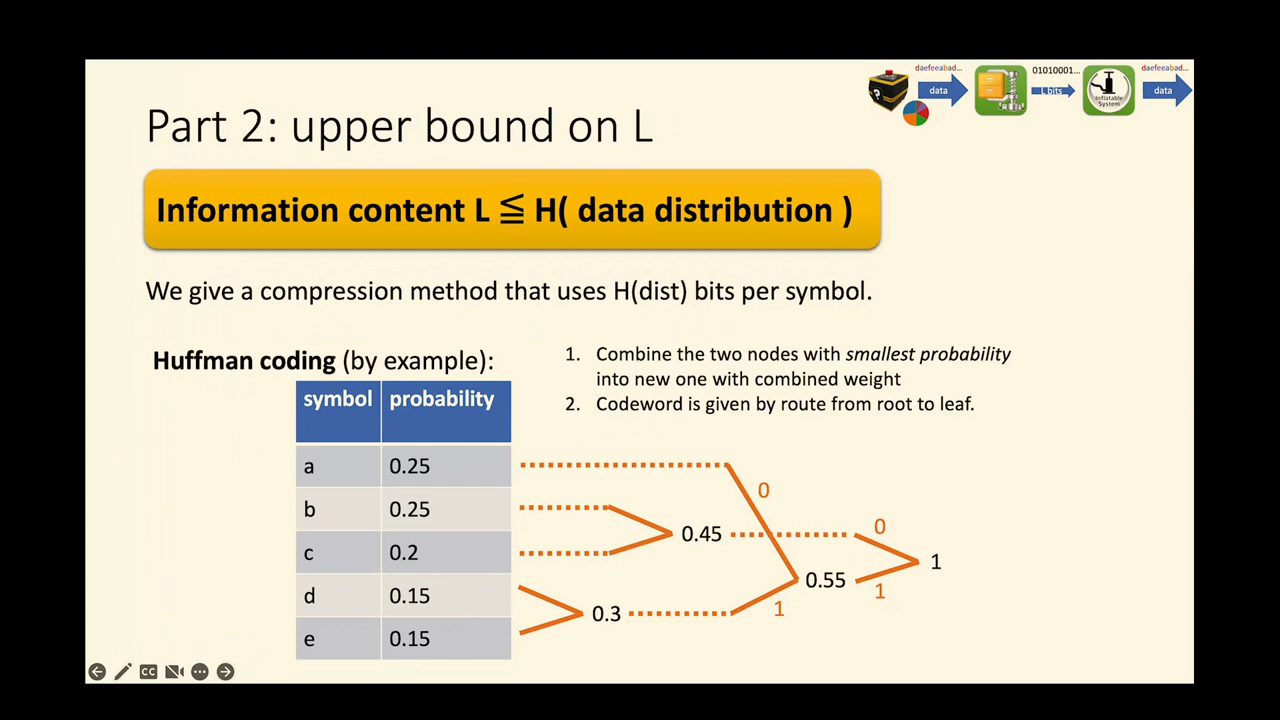 daefeeabad...
01010001...
daefeeabad...
data
L bits
Inflatable
System
data
?
Part 2: upper bound on L
Information content L ≦ H( data distribution )
We give a compression method that uses H(dist) bits per symbol.
Huffman coding (by example):
1. Combine the two nodes with smallest probability
into new one with combined weight
2. Codeword is given by route from root to leaf.
symbol probability
a 0.25
b 0.25
c 0.2
d 0.15
e 0.15
0
0.45
0
1
0.55
1
0.3
1
CC